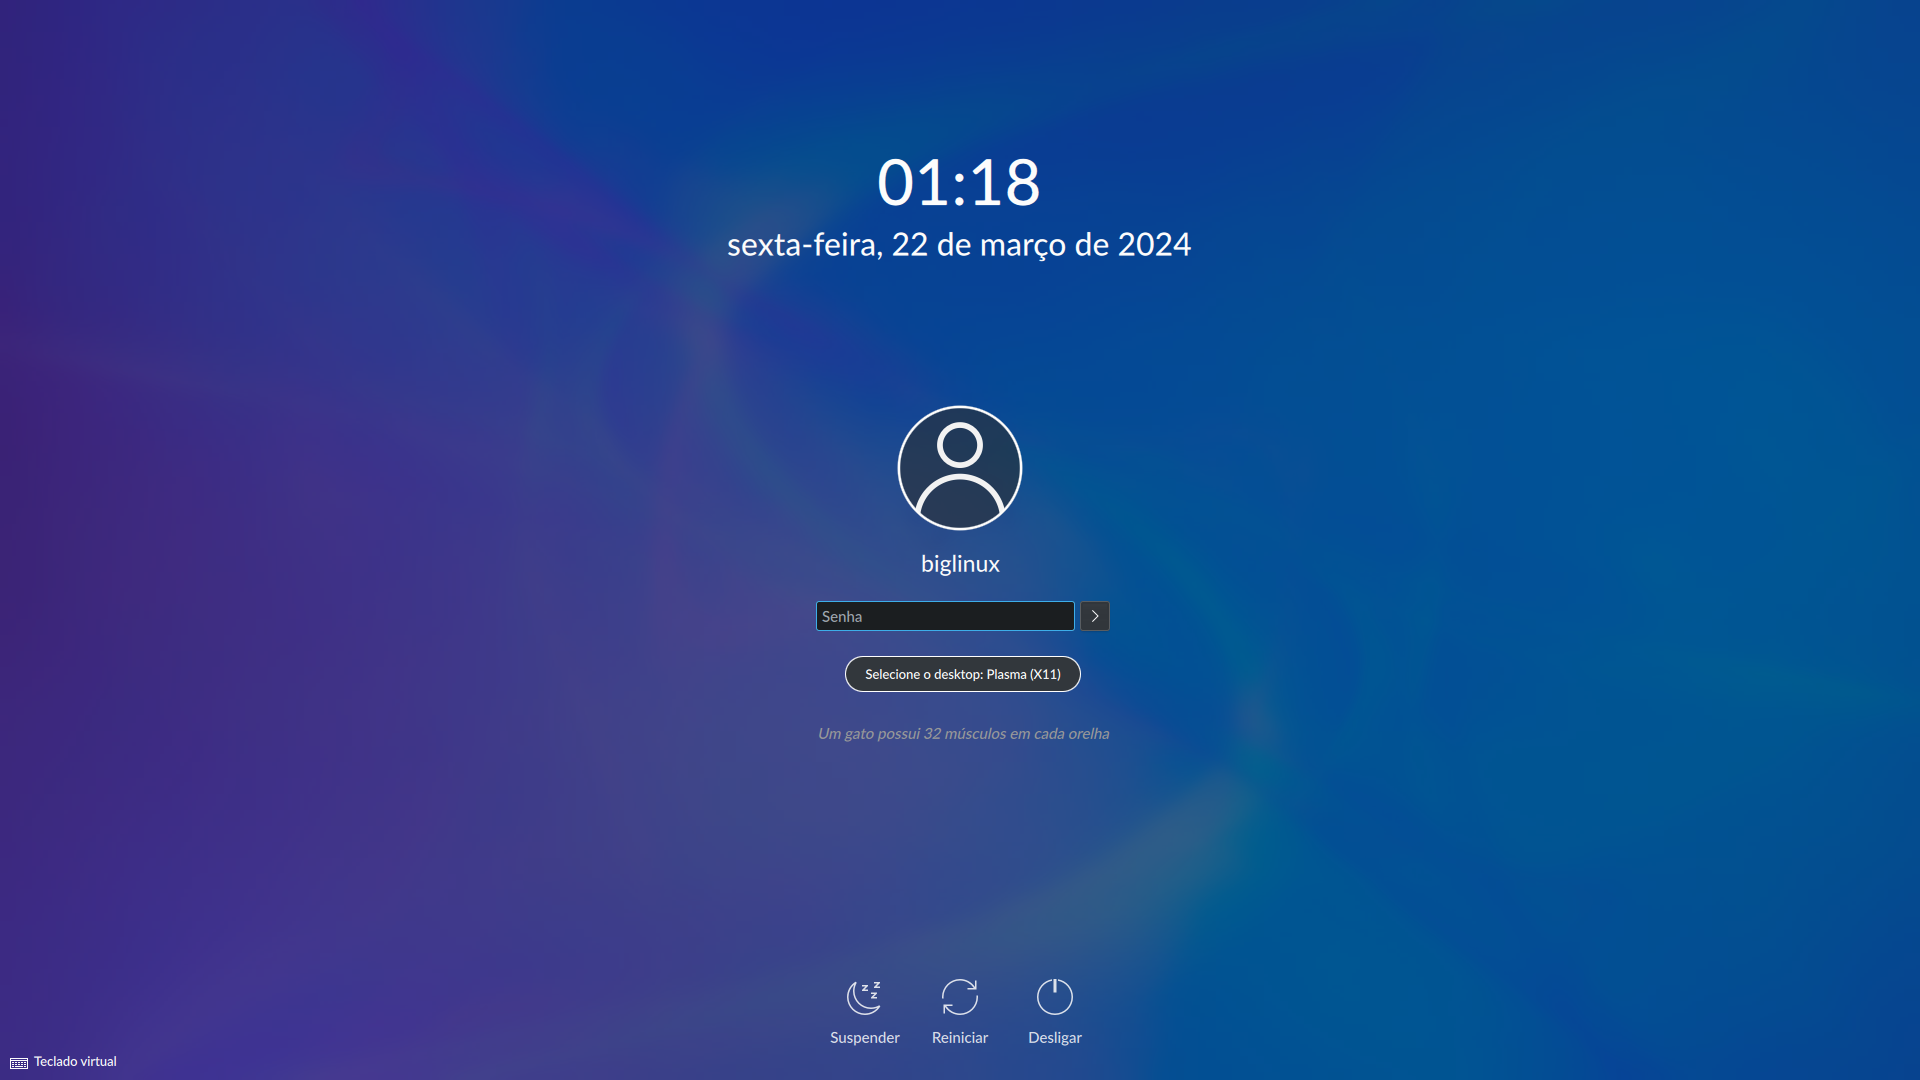 01:18
sexta-feira, 22 de março de 2024
biglinux
Senha
Selecione o desktop: Plasma (X11)
Um gato possui 32 músculos em cada orelha
Suspender
Reiniciar
Desligar
Teclado virtual